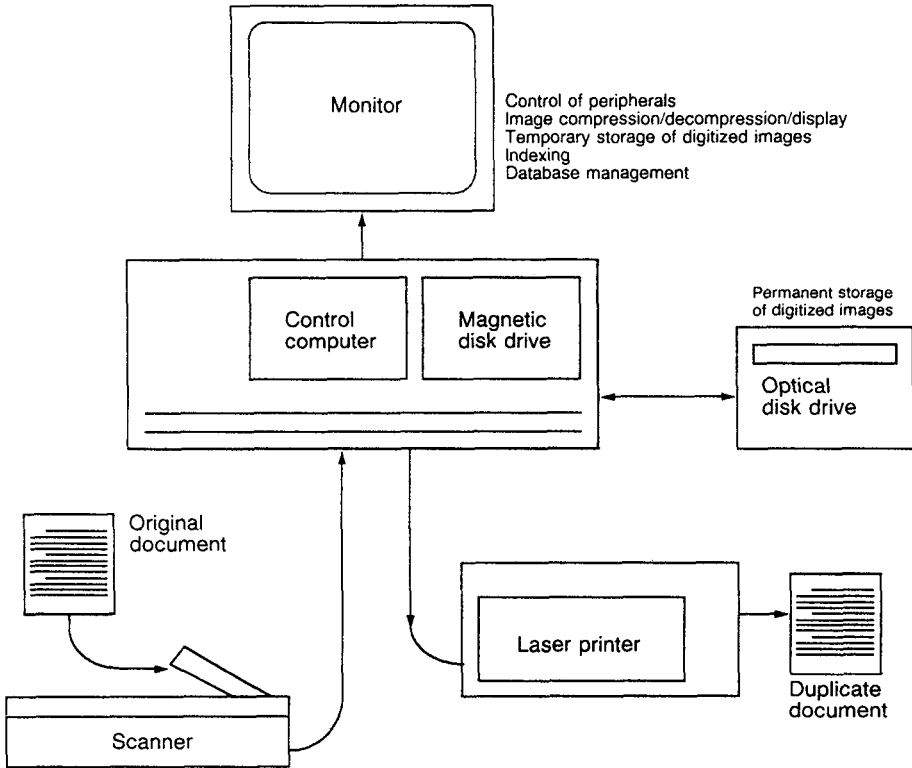 Monitor
Control of peripherals
Image compression/decompression/display
Temporary storage of digitized images
Indexing
Database management
Control
computer
Magnetic
disk drive
Permanent storage
of digitized images
Optical
disk drive
Original
document
Laser printer
Duplicate
document
Scanner